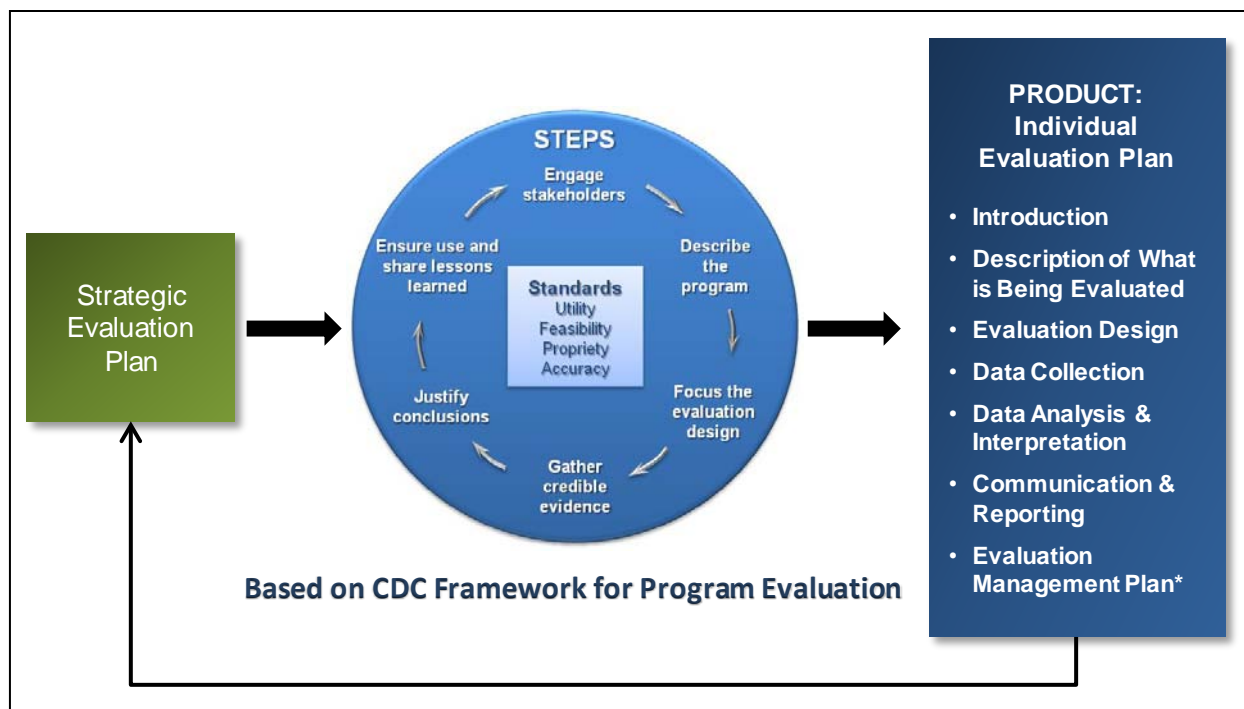 Strategic
Evaluation
Plan
STEPS
Engage
stakeholders
Describe
the
program
Focus the
evaluation
design
Gather
credible
evidence
Justify
conclusions
Ensure use and
share lessons
learned
Standards
Utility
Feasibility
Propriety
Accuracy
Based on CDC Framework for Program Evaluation
PRODUCT:
Individual
Evaluation Plan
• Introduction
• Description of What
is Being Evaluated
• Evaluation Design
• Data Collection
• Data Analysis &
Interpretation
• Communication &
Reporting
• Evaluation
Management Plan*